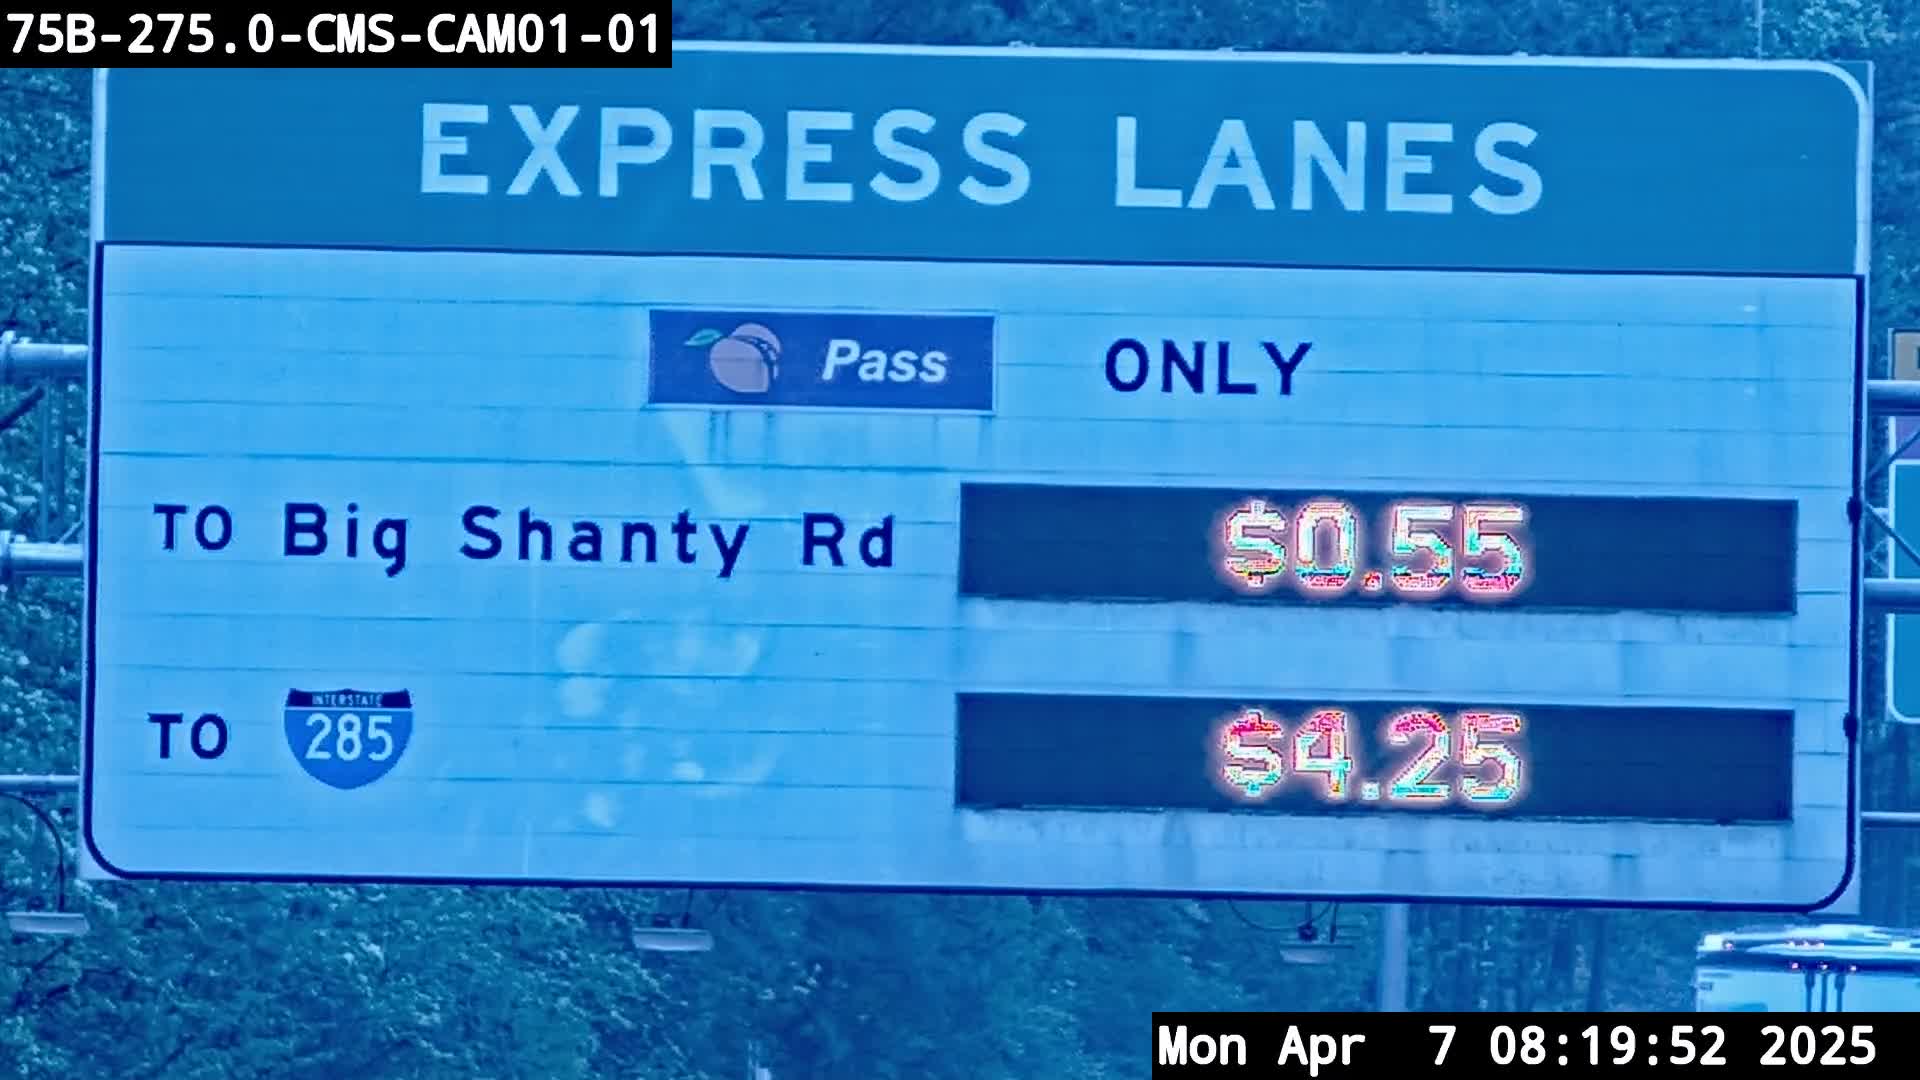 75B-275.0-CMS-CAM01-01
EXPRESS LANES
Pass ONLY
TO Big Shanty Rd $0.55
INTERSTATE
TO 285 $4.25
Mon Apr 7 08:19:52 2025